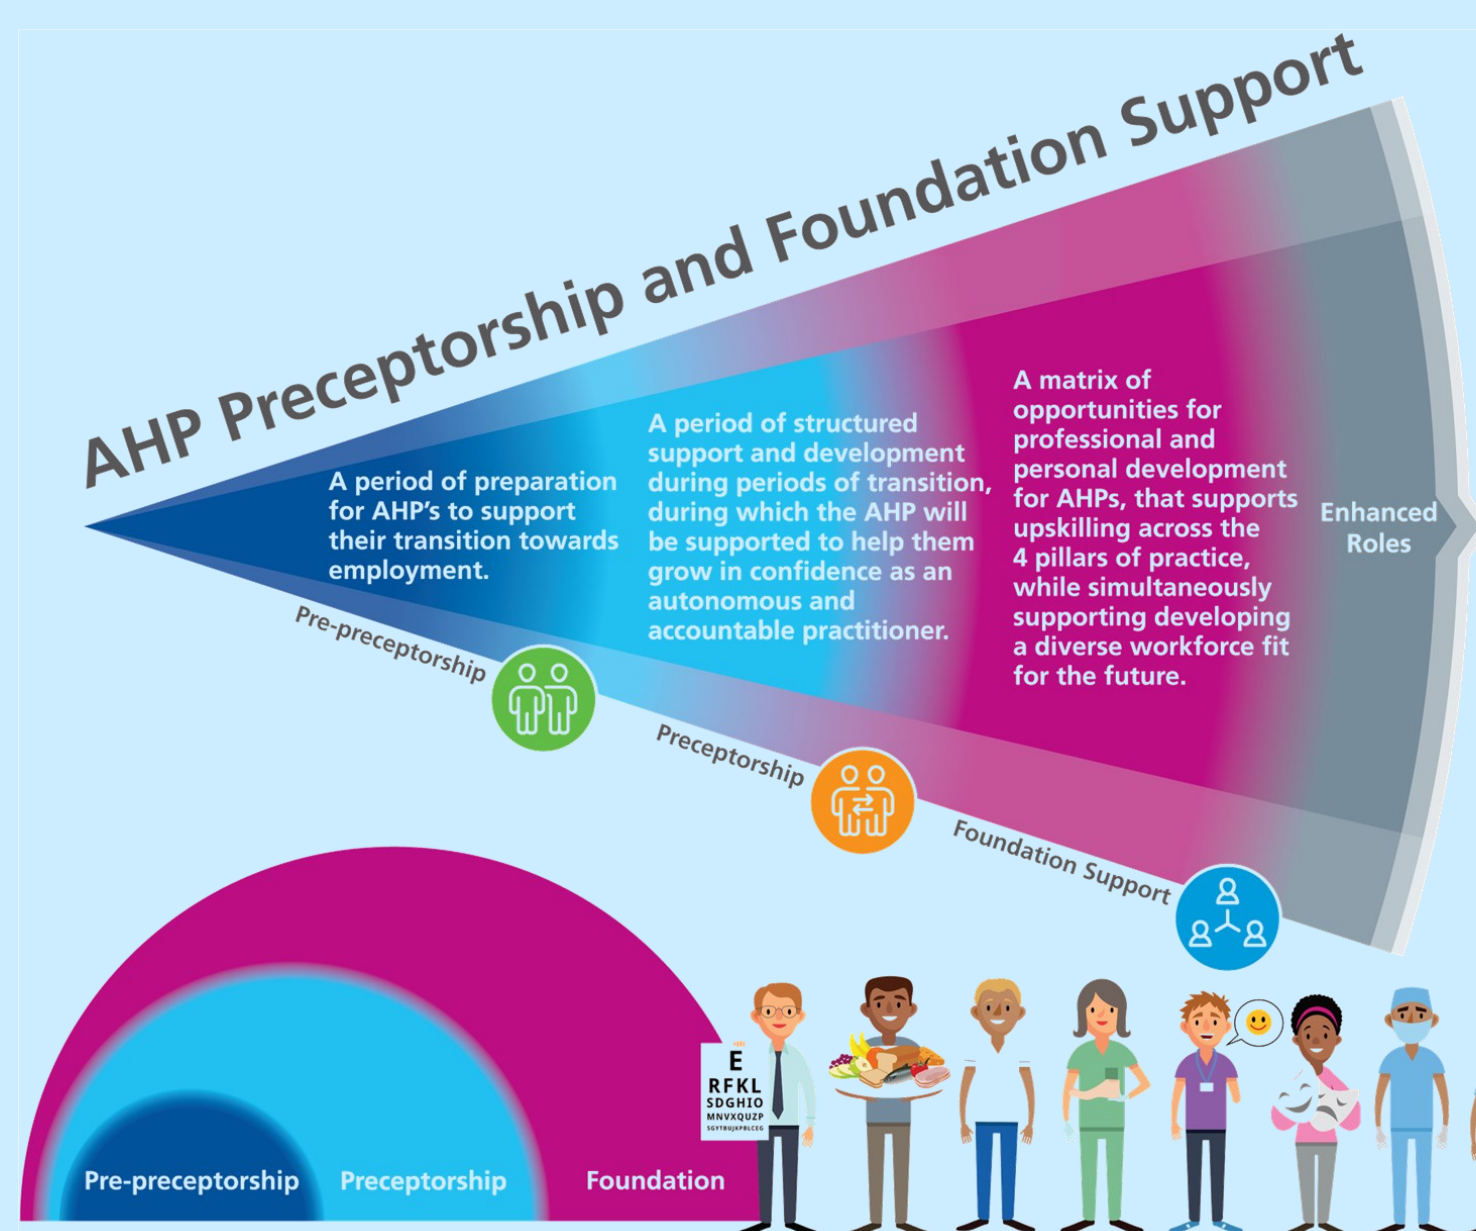 AHP Preceptorship and Foundation Support
A period of preparation
for AHP’s to support
their transition towards
employment.
A period of structured
support and development
during periods of transition,
during which the AHP will
be supported to help them
grow in confidence as an
autonomous and
accountable practitioner.
A matrix of
opportunities for
professional and
personal development
for AHPs, that supports
upskilling across the
4 pillars of practice,
while simultaneously
supporting developing
a diverse workforce fit
for the future.
Enhanced
Roles
Pre-preceptorship
Preceptorship
Foundation Support
Pre-preceptorship
Preceptorship
Foundation
E
RFKL
SDGHIO
MNVXQUZP
SGYTBUJKPBLCEG